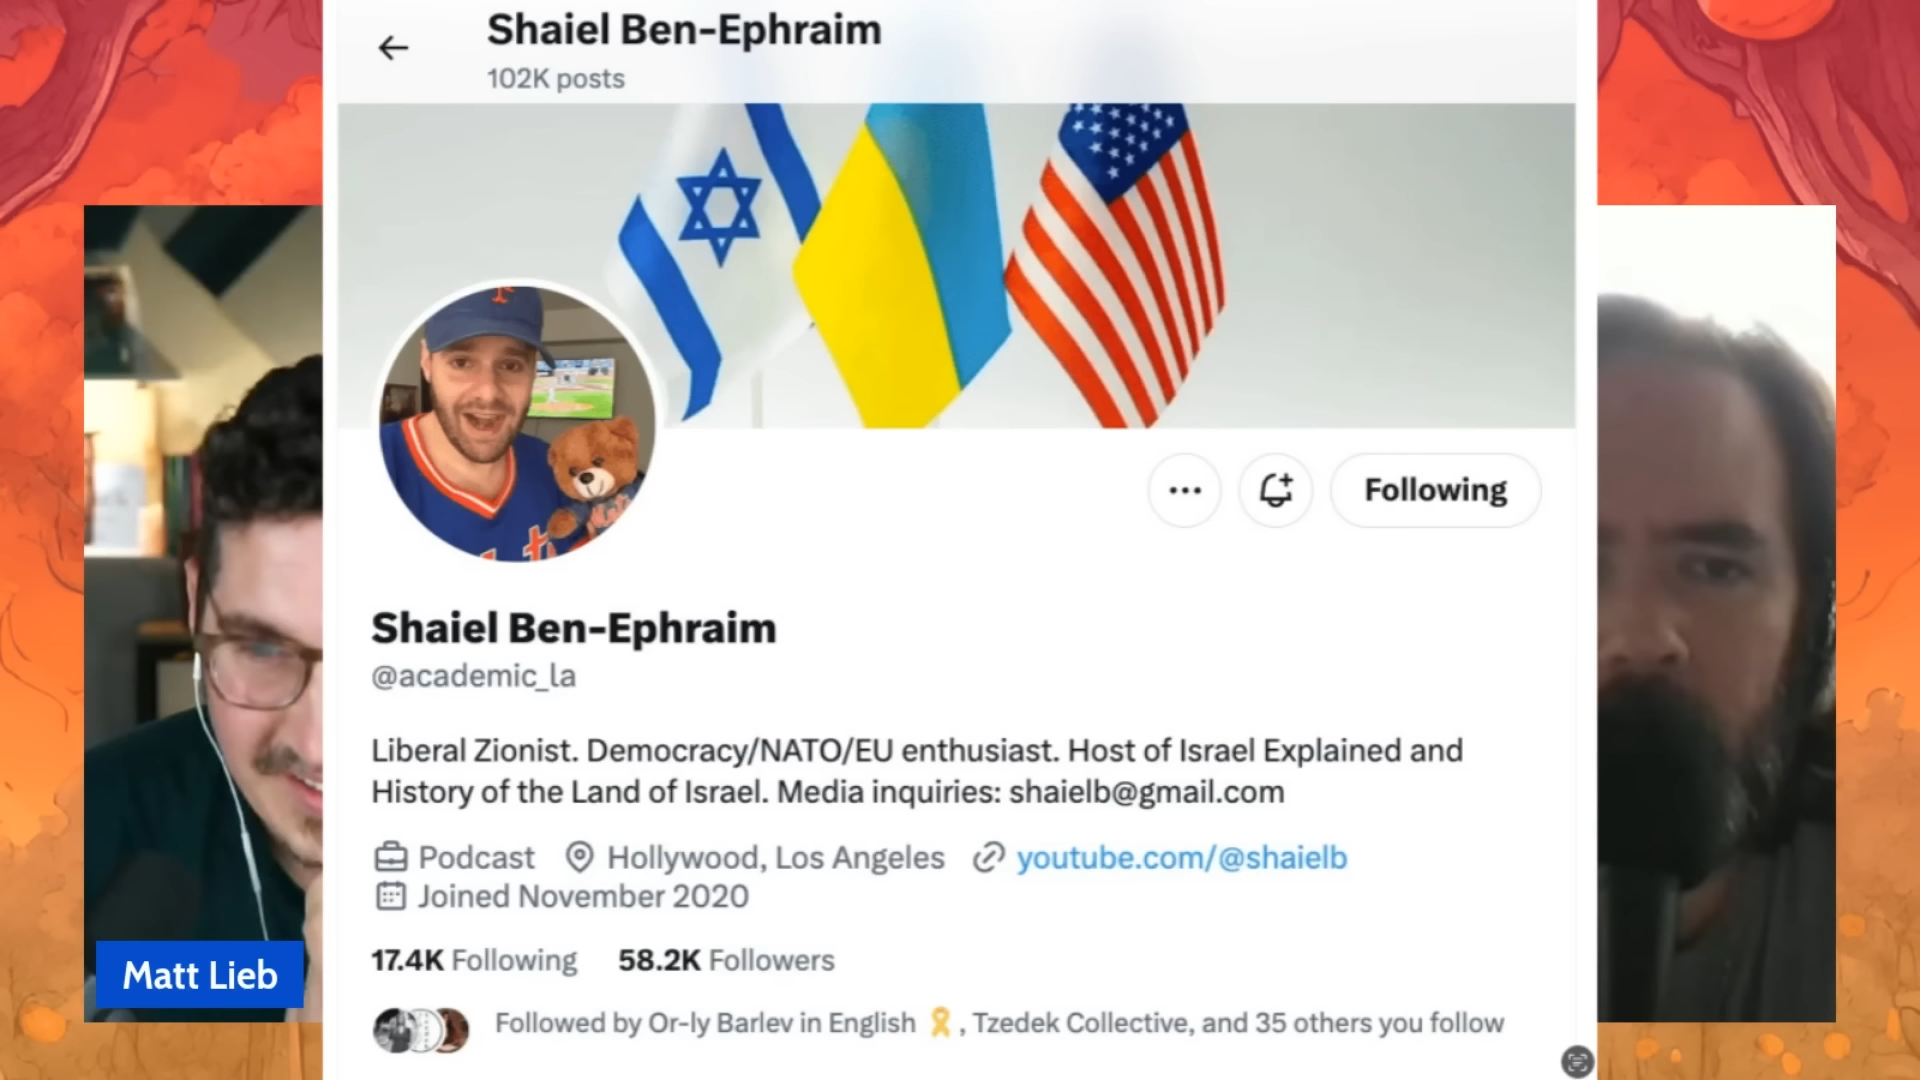 Shaiel Ben-Ephraim
102K posts
Following
Shaiel Ben-Ephraim
@academic_la
Liberal Zionist. Democracy/NATO/EU enthusiast. Host of Israel Explained and
History of the Land of Israel. Media inquiries: shaielb@gmail.com
Podcast Hollywood, Los Angeles youtube.com/@shaielb
Joined November 2020
17.4K Following 58.2K Followers
Followed by Or-ly Barlev in English 🎗, Tzedek Collective, and 35 others you follow
Matt Lieb